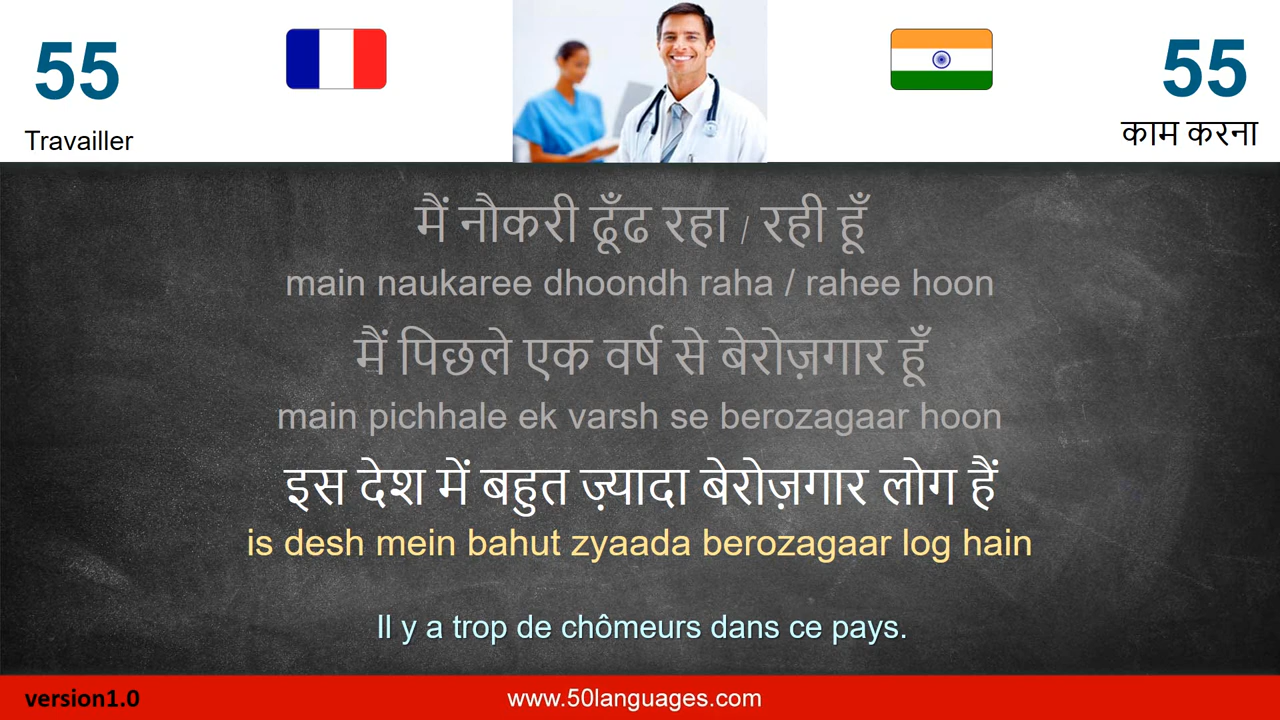 55
Travailler
55
काम करना
मैं नौकरी ढूँढ रहा / रही हूँ
main naukaree dhoondh raha / rahee hoon
मैं पिछले एक वर्ष से बेरोज़गार हूँ
main pichhale ek varsh se berozagaar hoon
इस देश में बहुत ज़्यादा बेरोज़गार लोग हैं
is desh mein bahut zyaada berozagaar log hain
Il y a trop de chômeurs dans ce pays.
version1.0
www.50languages.com